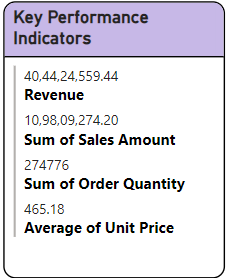 Key Performance
Indicators
40,44,24,559.44
Revenue
10,98,09,274.20
Sum of Sales Amount
274776
Sum of Order Quantity
465.18
Average of Unit Price